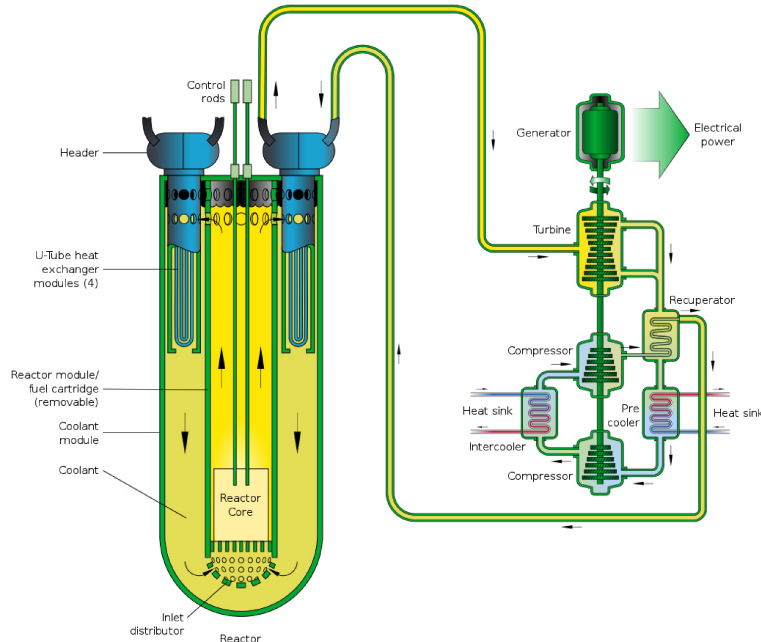 Control
rods
Header
U-Tube heat
exchanger
modules (4)
Reactor module/
fuel cartridge
(removable)
Coolant
module
Coolant
Reactor
Core
Inlet
distributor
Reactor
Generator
Electrical
power
Turbine
Recuperator
Compressor
Heat sink
Pre
cooler
Heat sink
Intercooler
Compressor